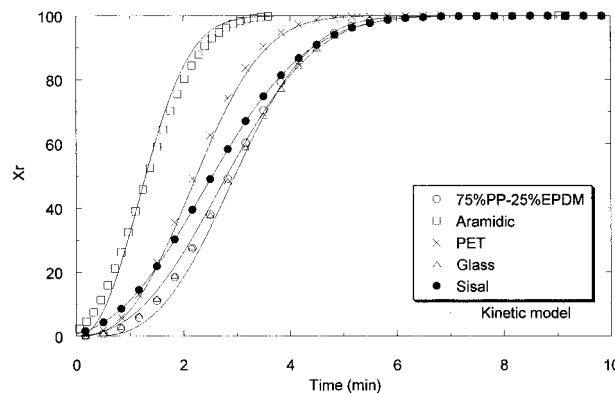 100
80
60
40
20
0
Xr
75%PP-25%EPDM
Aramidic
PET
Glass
Sisal
Kinetic model
0 2 4 6 8 10
Time (min)